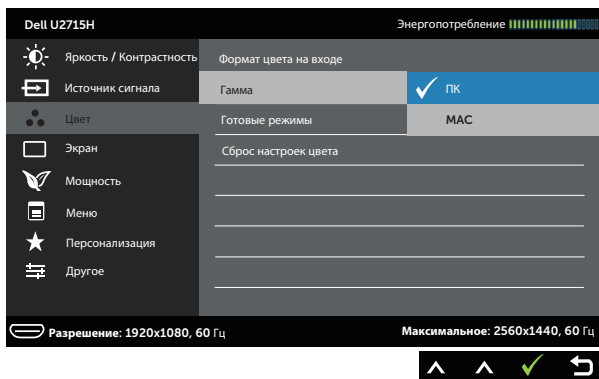 Dell U2715H Энергопотребление
Яркость / Контрастность Формат цвета на входе
Источник сигнала Гамма ПК
Цвет Готовые режимы MAC
Экран Сброс настроек цвета
Мощность
Меню
Персонализация
Другое
Разрешение: 1920x1080, 60 Гц Максимальное: 2560x1440, 60 Гц